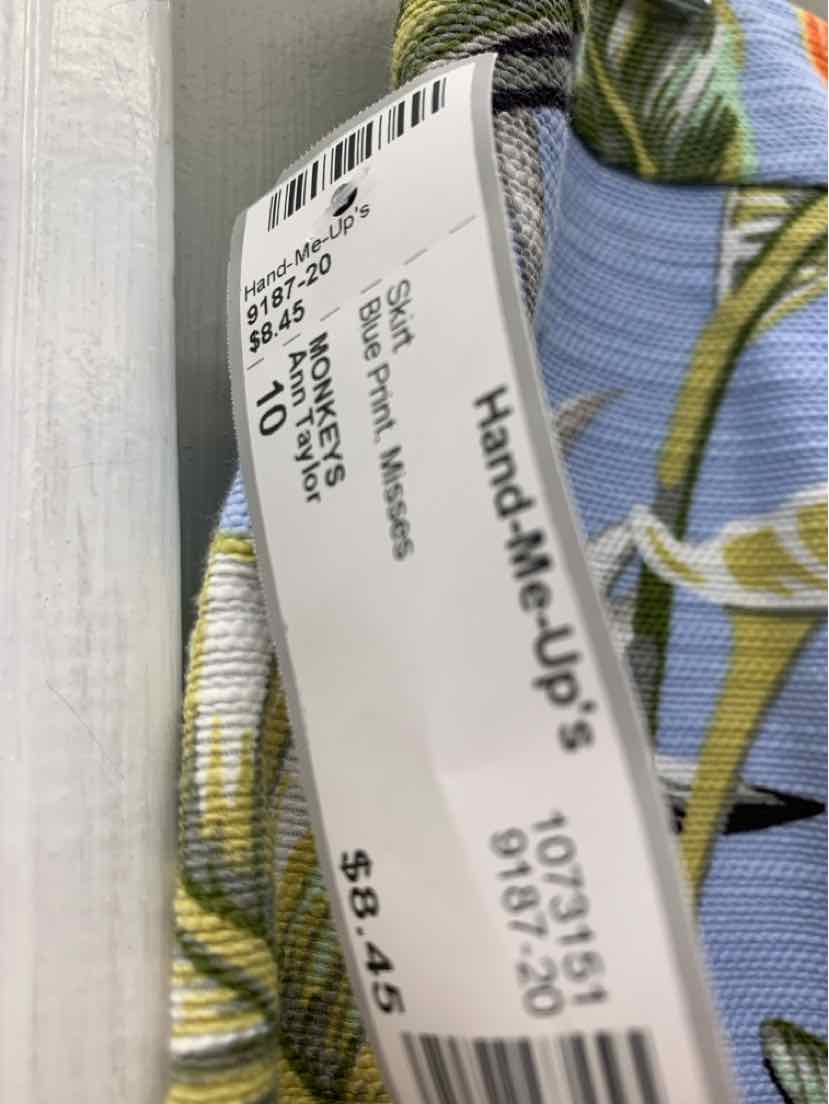 Hand-Me-Up's
9187-20
$8.45
Hand-Me-Up's
1073151
9187-20
Skirt
Blue Print, Misses
MONKEYS
Ann Taylor
10
$8.45